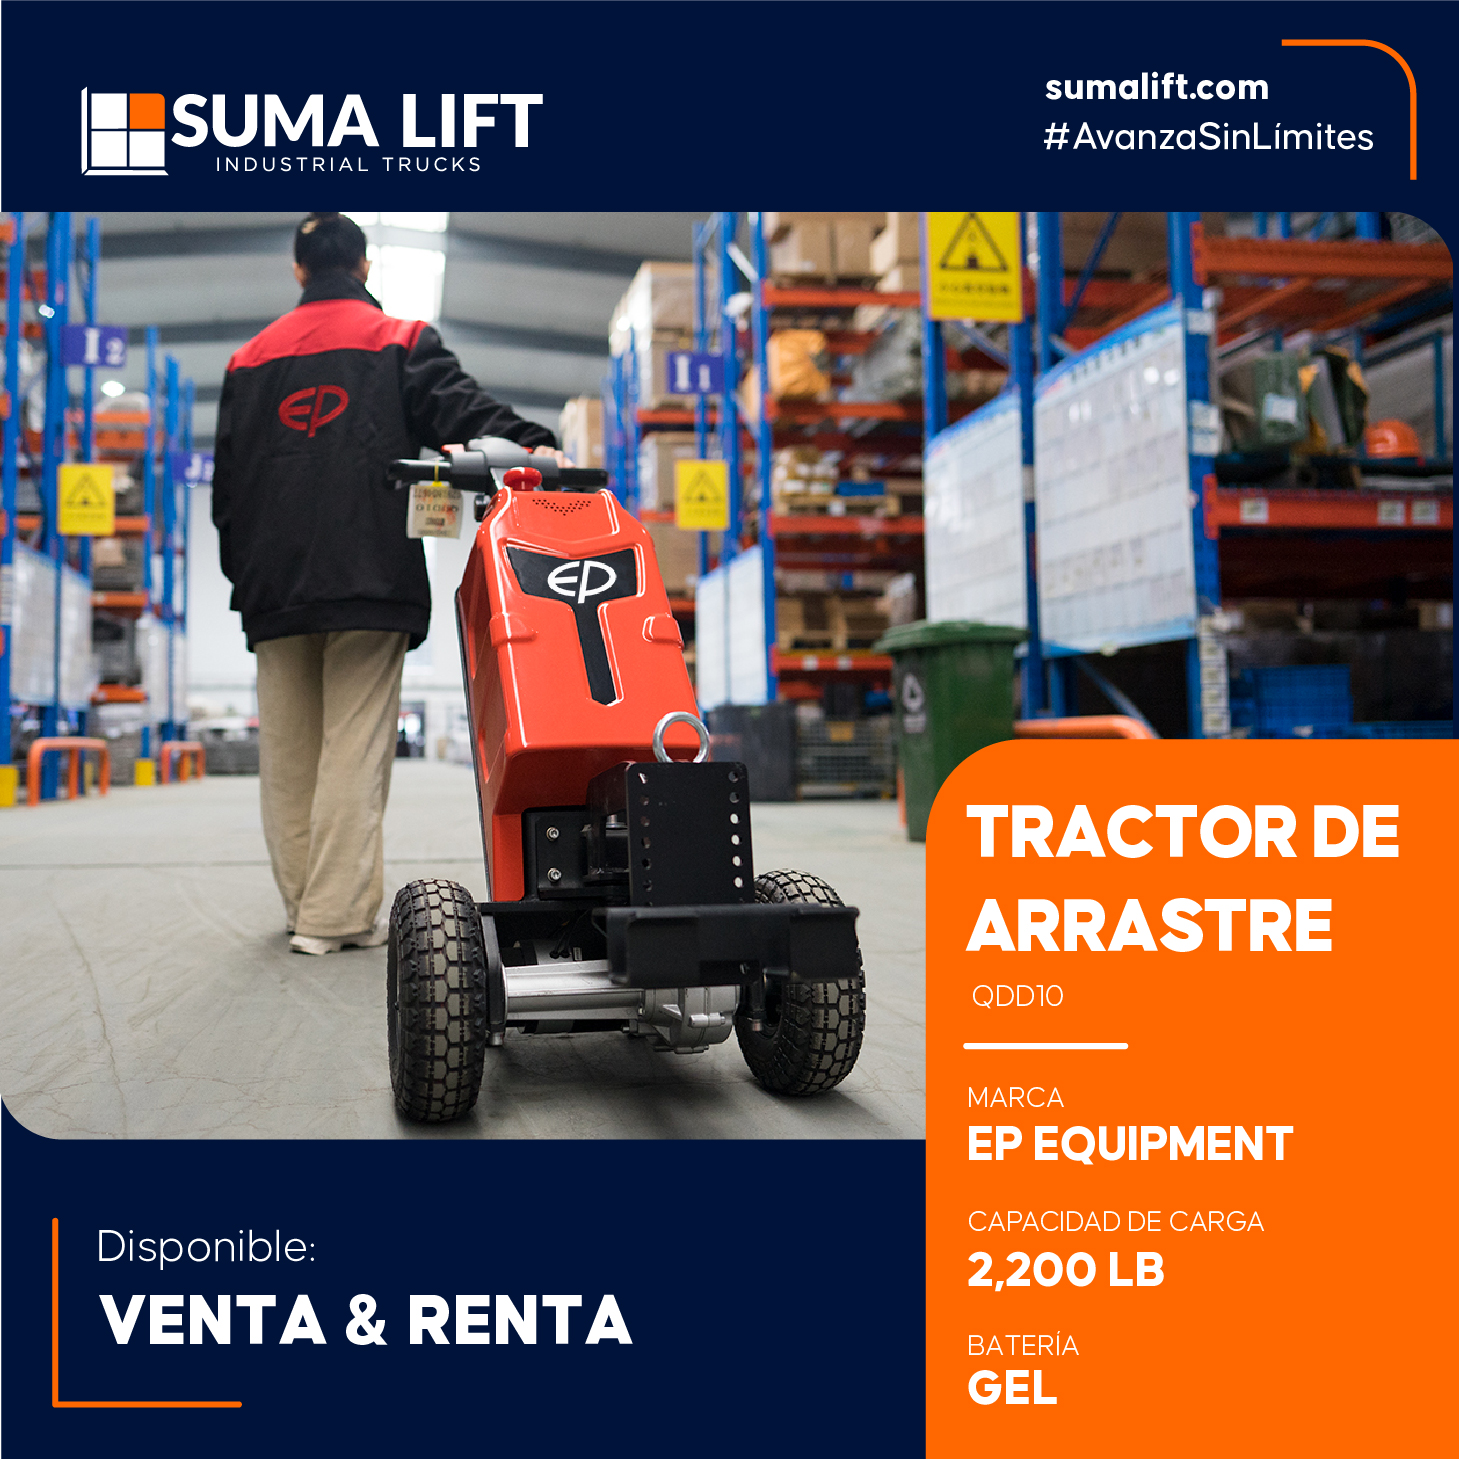 SUMA LIFT
INDUSTRIAL TRUCKS
sumalift.com
#AvanzaSinLímites
I2
I1
EP
EP
TRACTOR DE
ARRASTRE
QDD10
MARCA
EP EQUIPMENT
CAPACIDAD DE CARGA
2,200 LB
BATERÍA
GEL
Disponible:
VENTA & RENTA